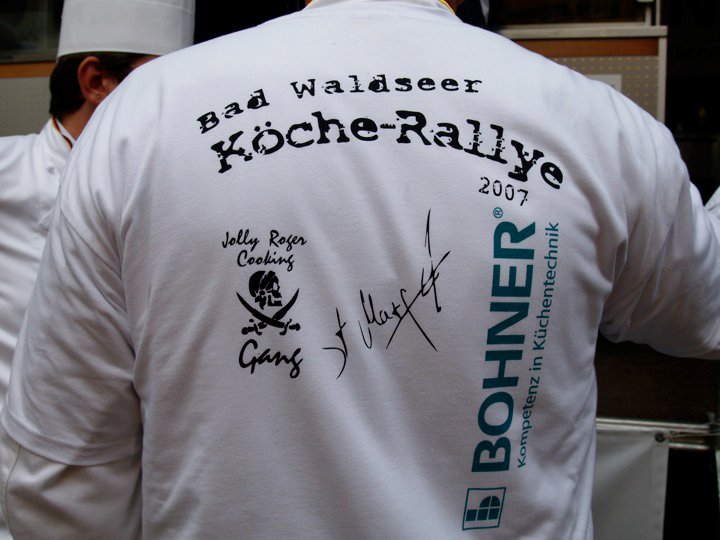 Bad Waldseer
Köche-Rallye
2007
Jolly Roger
Cooking
Gang
BOHNER®
Kompetenz in Küchentechnik